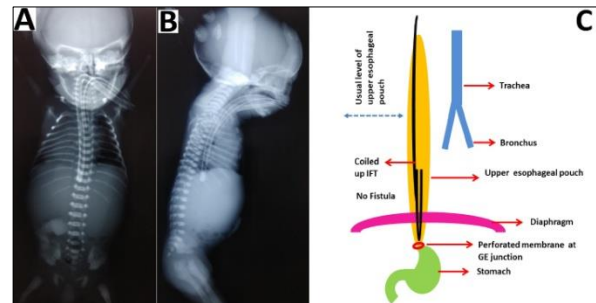 A
B
C
Usual level of
upper esophageal
pouch
Trachea
Bronchus
Coiled
up IFT
Upper esophageal pouch
No Fistula
Diaphragm
Perforated membrane at
GE junction
Stomach